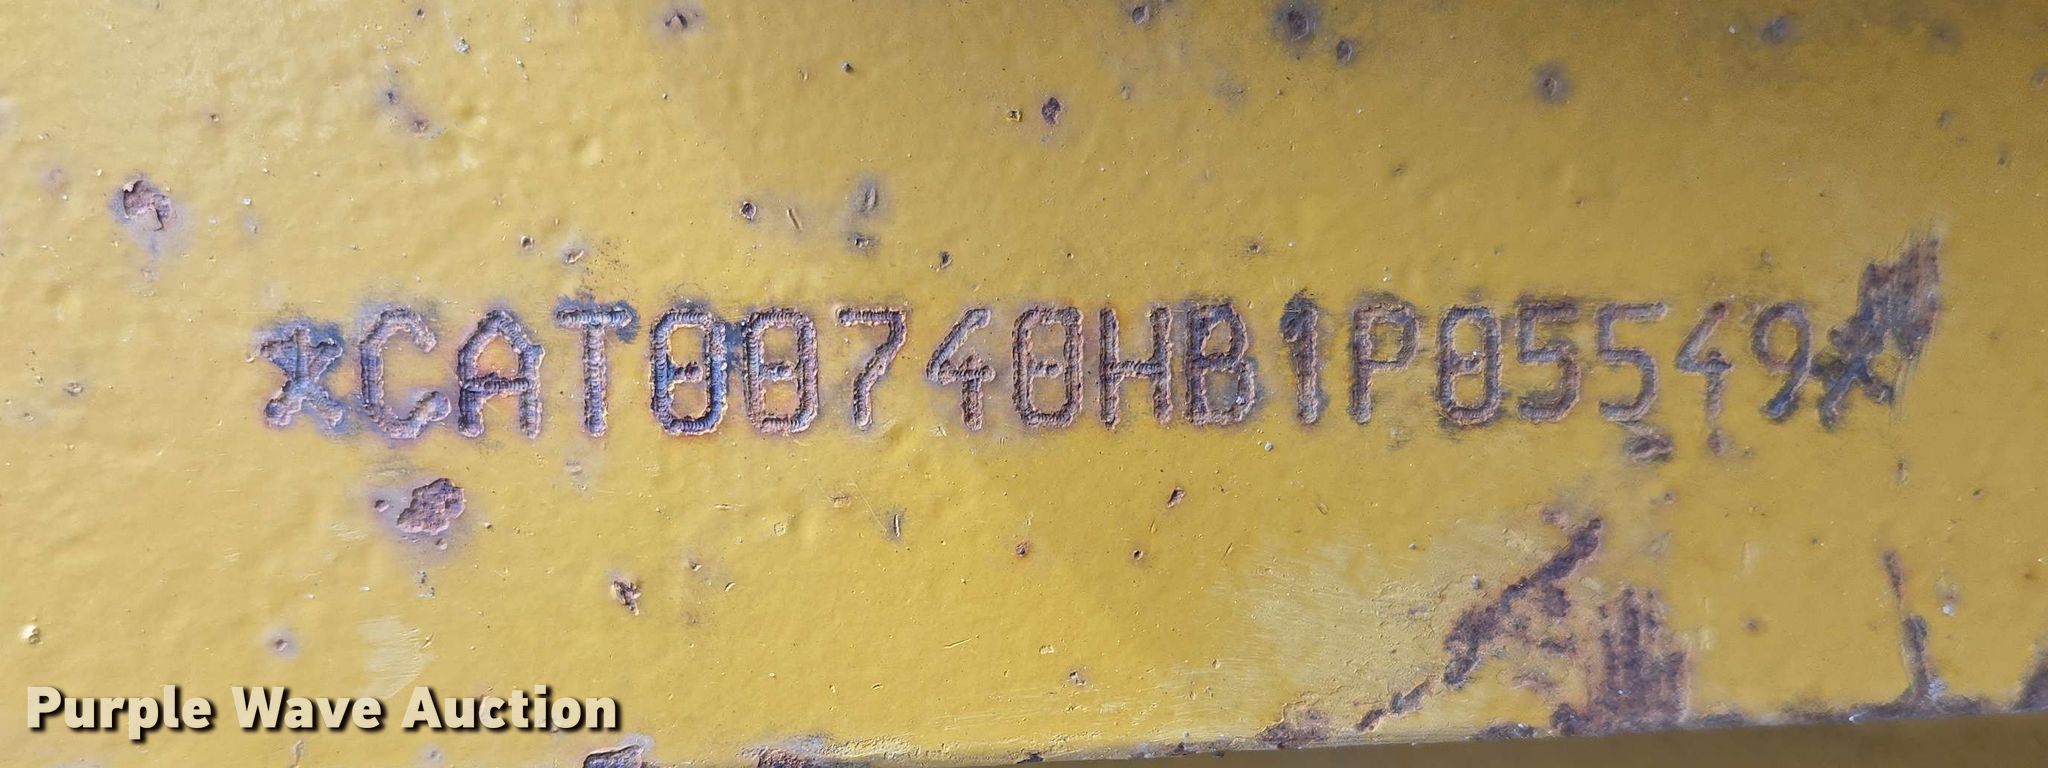 *CAT00740HB1P05549*
Purple Wave Auction